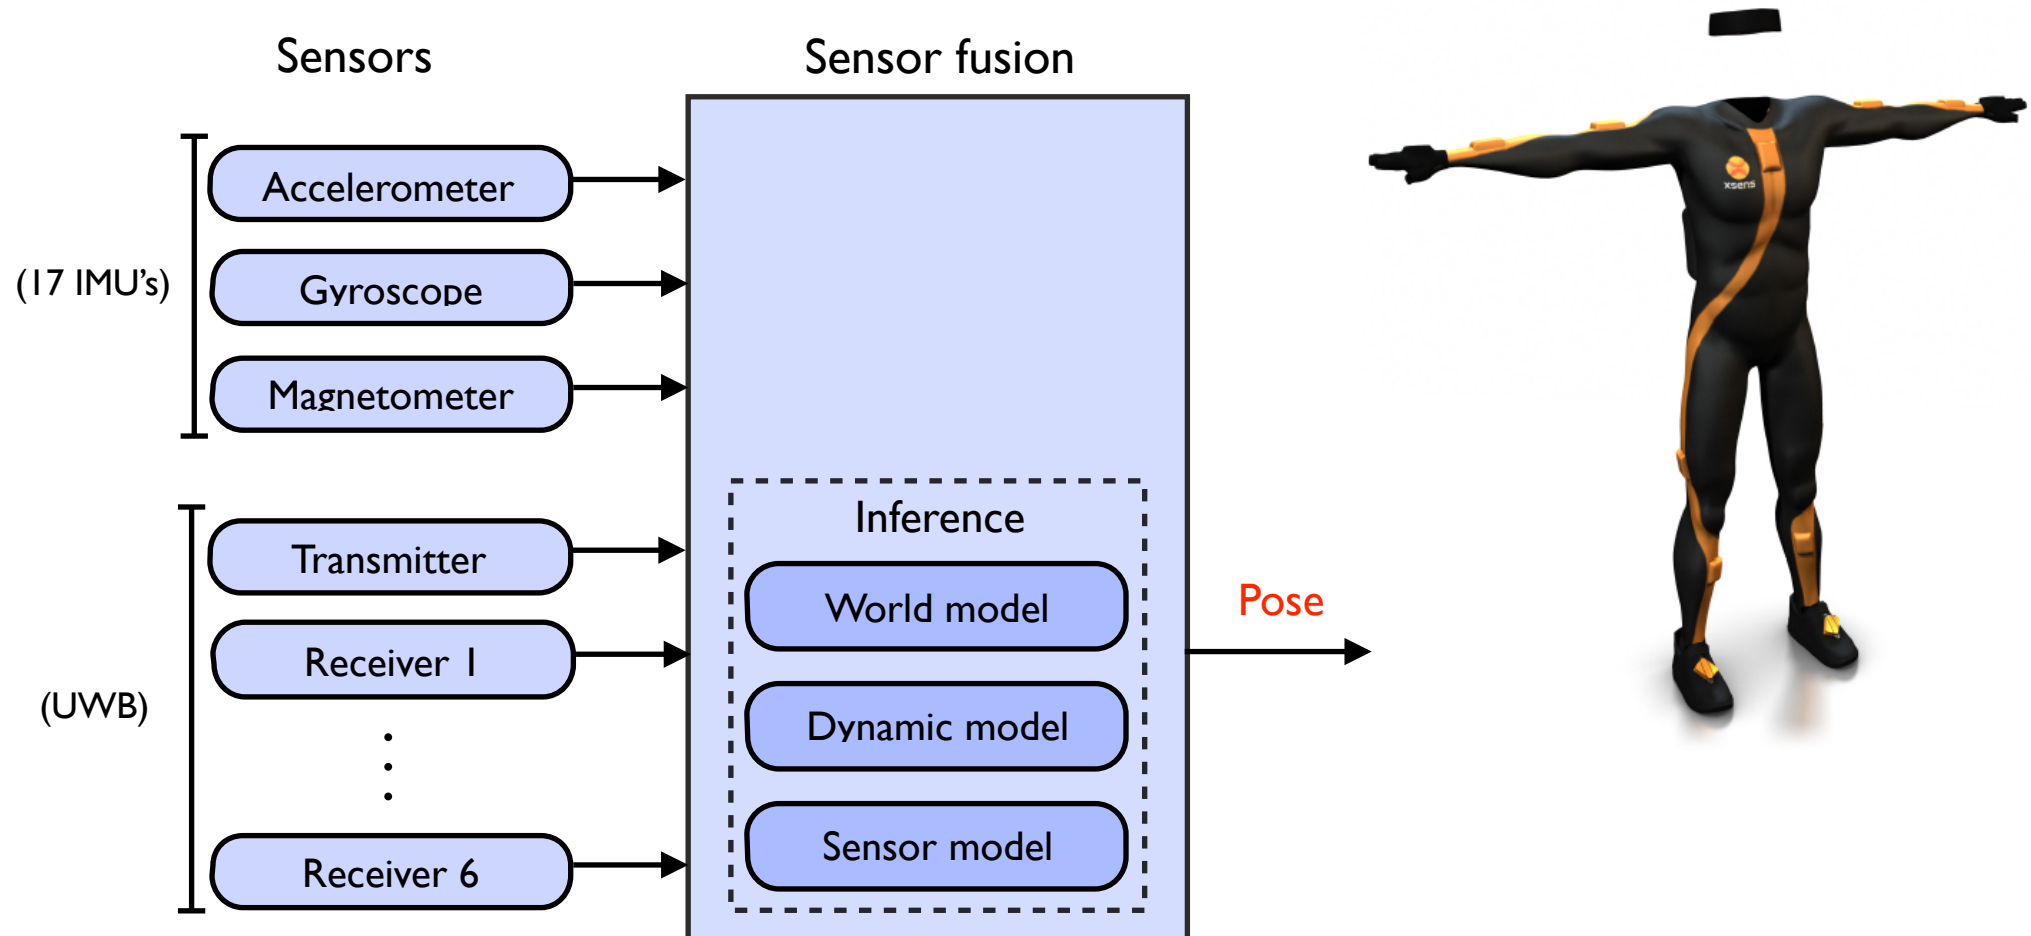 Sensors
Sensor fusion
(17 IMU's)
Accelerometer
Gyroscope
Magnetometer
(UWB)
Transmitter
Receiver 1
Receiver 6
Inference
World model
Dynamic model
Sensor model
Pose
xsens